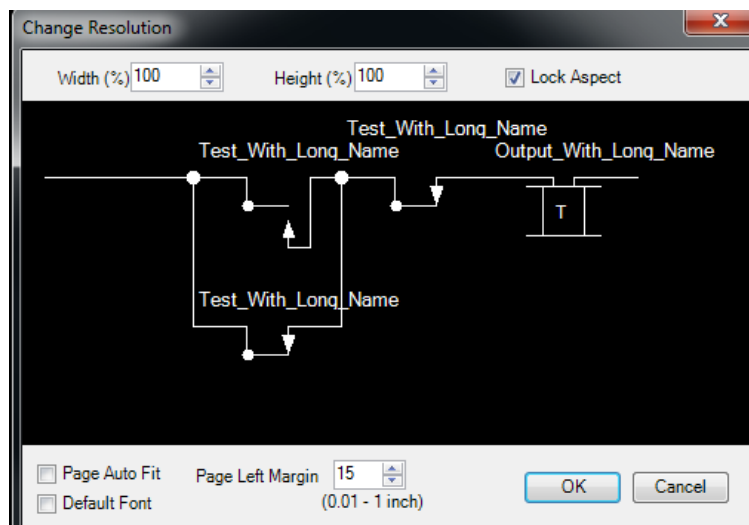 Change Resolution
Width (%) 100 Height (%) 100 Lock Aspect
Test_With_Long_Name
Test_With_Long_Name Output_With_Long_Name
T
Test_With_Long_Name
Page Auto Fit Page Left Margin 15
Default Font (0.01 - 1 inch)
OK Cancel